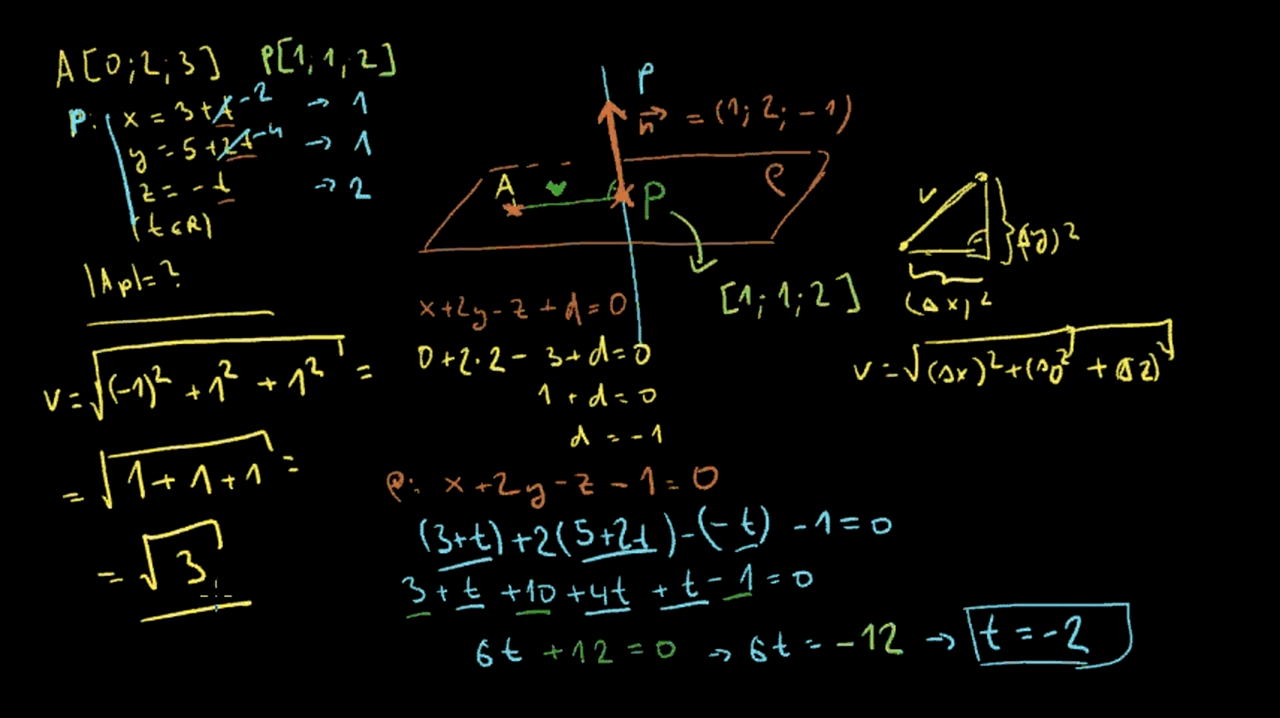 A[0;2;3] P[1;1;2]
p: x = 3+t -2 → 1
y = 5+2t -4 → 1
z = -t → 2
(t∈R)
|Ap|=?
v = √((-1)² + 1² + 1²) =
= √(1+1+1) =
= √3
p
n⃗ = (1; 2; -1)
A
v
P
ρ
[1; 1; 2]
x+2y-z+d=0
0+2·2-3+d=0
1+d=0
d=-1
ρ: x+2y-z-1=0
(3+t)+2(5+2t)-(-t)-1=0
3+t+10+4t+t-1=0
6t+12=0 → 6t=-12 → t=-2
v
(Δy)²
(Δx)²
v=√((Δx)²+(Δy)²+(Δz)²)